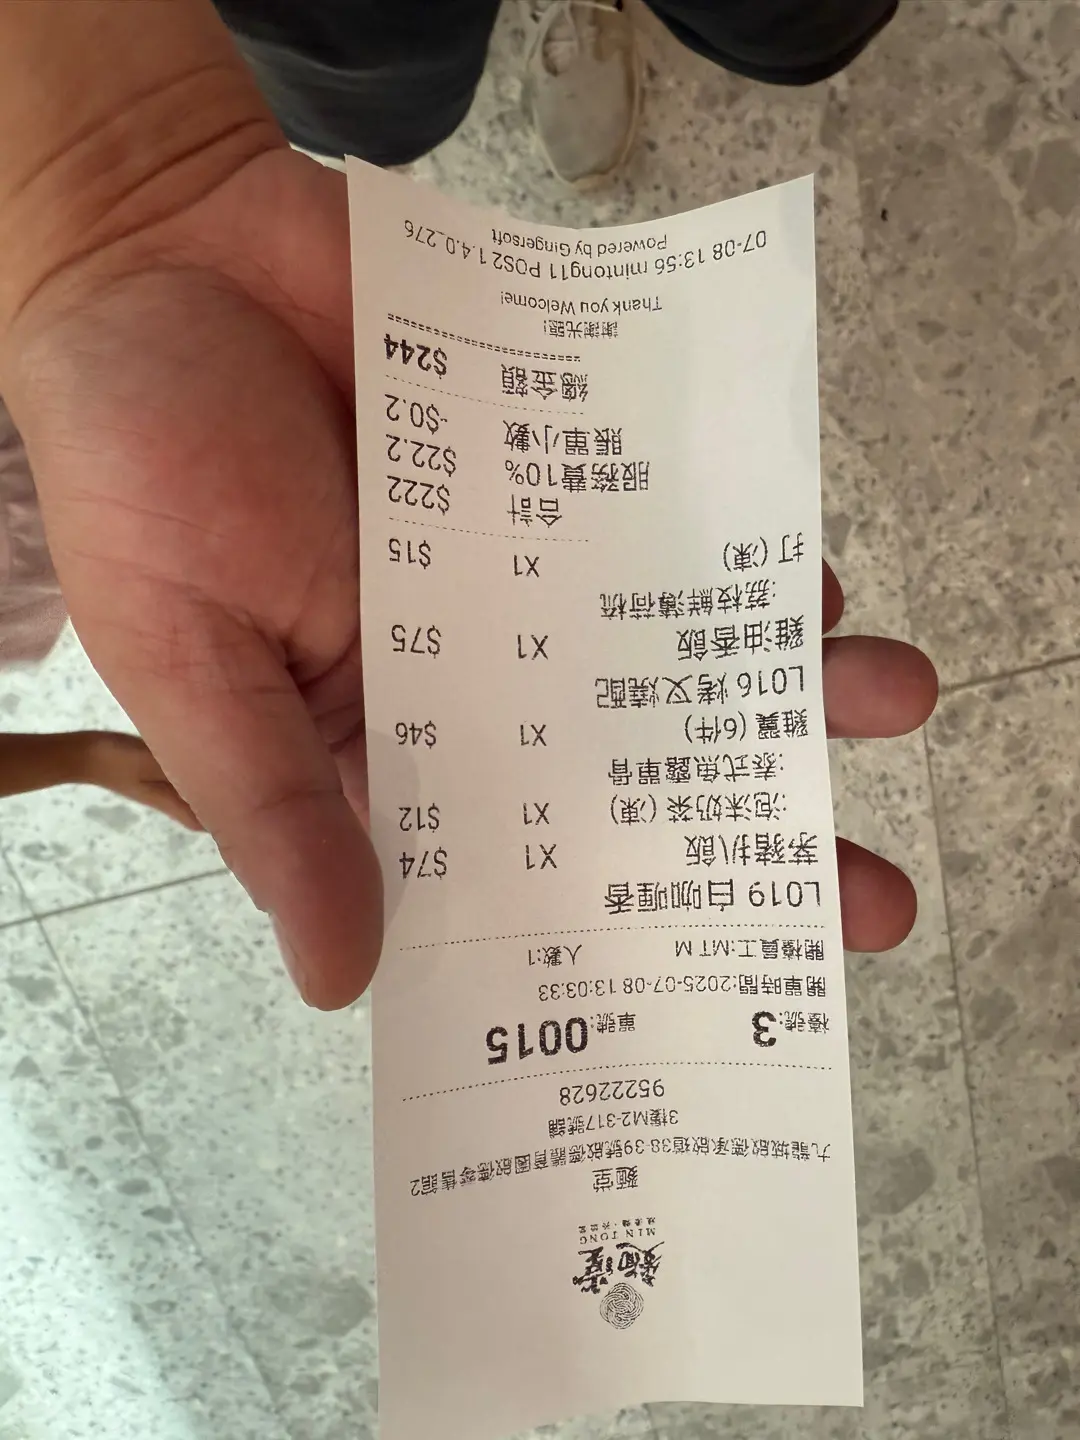 麵堂
MIN TONG
麵堂
九龍城啟德承啟道38-39號啟德體育園啟德零售館2
3樓M2-317號舖
95222628
檯號:3 單號:0015
開單時間:2025-07-08 13:03:33
開檯員工:MT M 人數:1
L019 白咖喱香
茅豬扒飯 X1 $74
:泡沫奶茶 (凍) X1 $12
:泰式魚露單骨
雞翼 (6件) X1 $46
L016 烤叉燒配
雞油香飯 X1 $75
:荔枝鮮薄荷梳
打 (凍) X1 $15
合計 $222
服務費10% $22.2
賬單小數 -$0.2
總金額 $244
謝謝光臨!
Thank you Welcome!
07-08 13:56 mintong11 POS2 1.4.0_276
Powered by Gingersoft